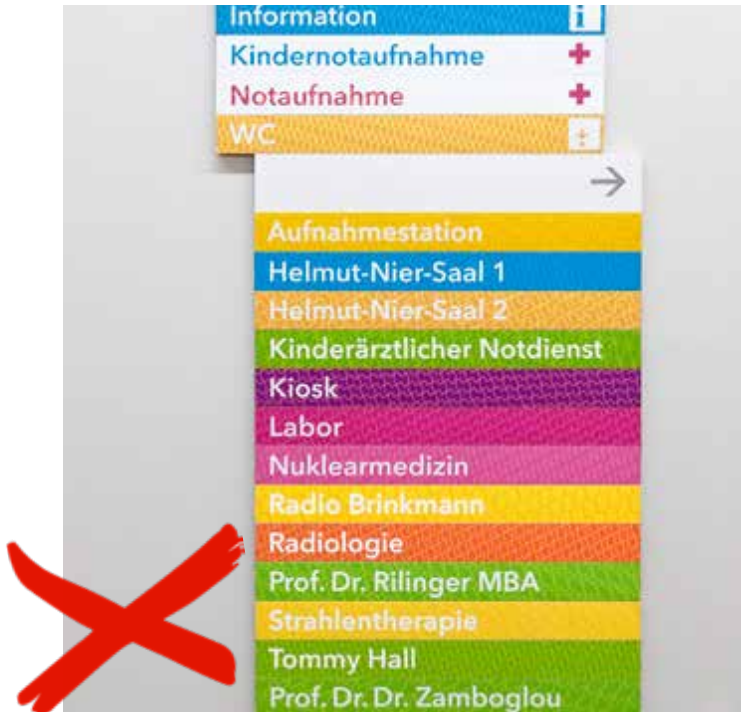 Information i
Kindernotaufnahme
Notaufnahme
WC
→
Aufnahmestation
Helmut-Nier-Saal 1
Helmut-Nier-Saal 2
Kinderärztlicher Notdienst
Kiosk
Labor
Nuklearmedizin
Radio Brinkmann
Radiologie
Prof. Dr. Rilinger MBA
Strahlentherapie
Tommy Hall
Prof. Dr. Dr. Zamboglou